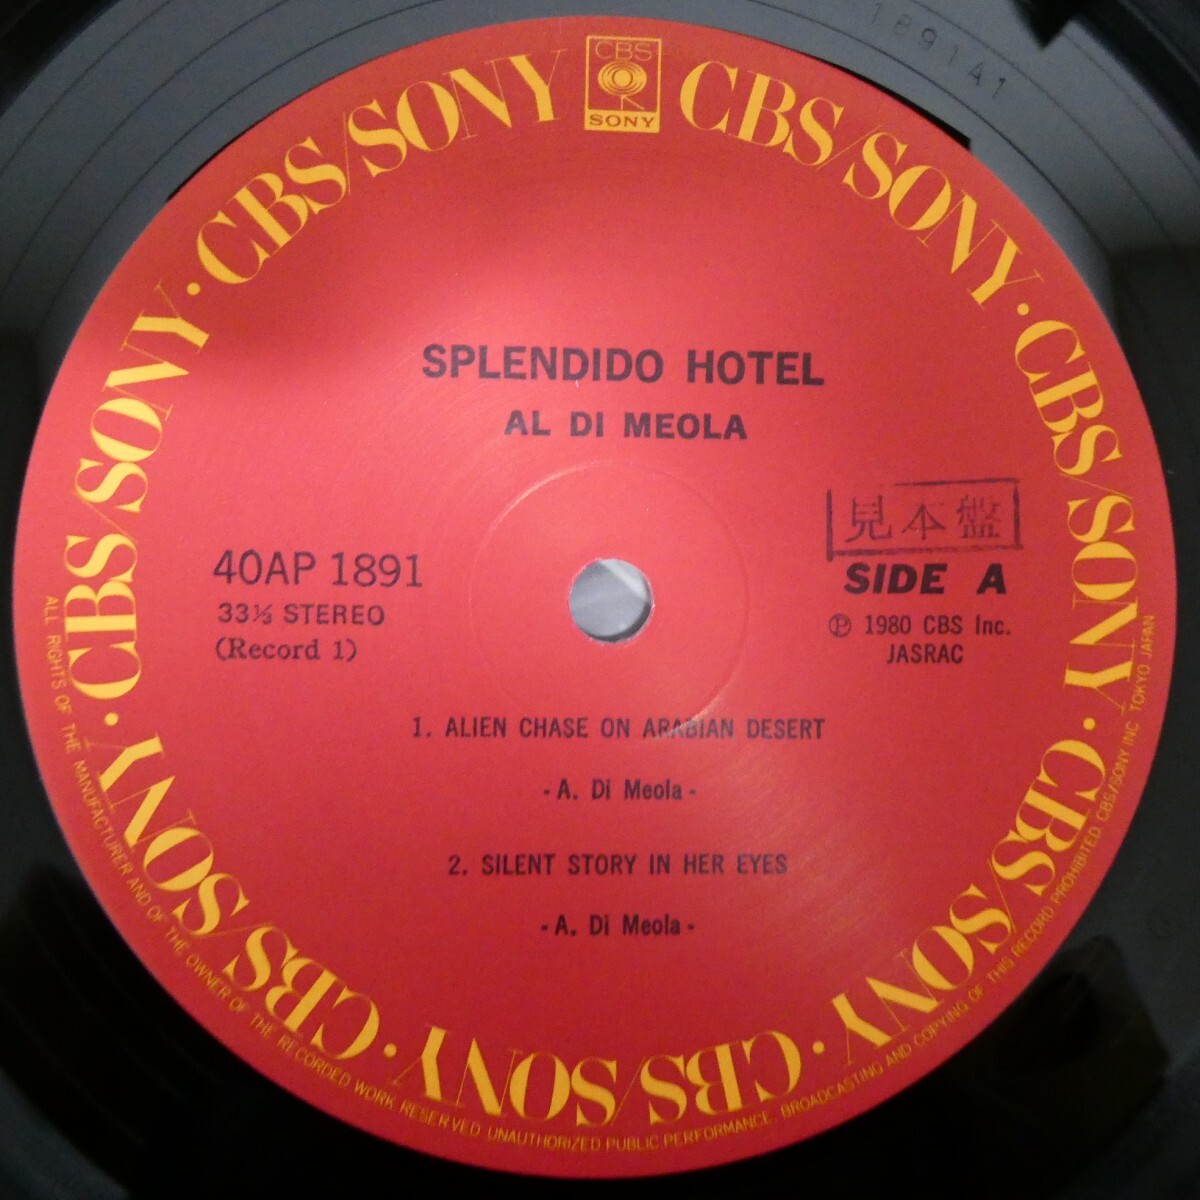 189141
CBS
SONY
CBS/SONY · CBS/SONY · CBS/SONY · CBS/SONY · CBS/SONY · CBS/SONY · CBS/SONY · CBS/SONY
SPLENDIDO HOTEL
AL DI MEOLA
見本盤
40AP 1891
SIDE A
33⅓ STEREO
℗ 1980 CBS Inc.
(Record 1)
JASRAC
1. ALIEN CHASE ON ARABIAN DESERT
- A. Di Meola -
2. SILENT STORY IN HER EYES
- A. Di Meola -
ALL RIGHTS OF THE MANUFACTURER AND OF THE OWNER OF THE RECORDED WORK RESERVED UNAUTHORIZED PUBLIC PERFORMANCE. BROADCASTING AND COPYING OF THIS RECORD PROHIBITED CBS/SONY INC TOKYO JAPAN